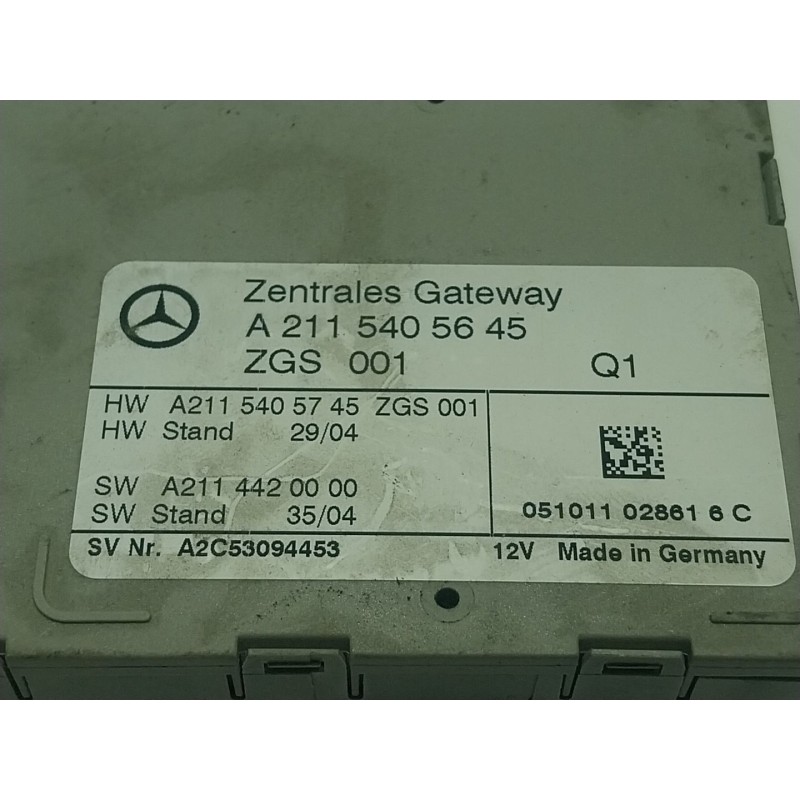 Zentrales Gateway
A 211 540 56 45
ZGS 001 Q1
HW A211 540 57 45 ZGS 001
HW Stand 29/04
SW A211 442 00 00
SW Stand 35/04
051011 02861 6 C
SV Nr. A2C53094453 12V Made in Germany